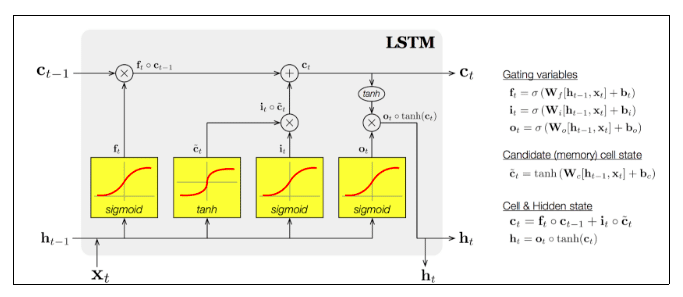 LSTM
c_{t−1}
f_t ∘ c_{t−1}
c_t
c_t
×
+
tanh
i_t ∘ c̃_t
×
×
o_t ∘ tanh(c_t)
f_t
c̃_t
i_t
o_t
sigmoid
tanh
sigmoid
sigmoid
h_{t−1}
h_t
x_t
h_t
Gating variables
f_t = σ (W_f[h_{t−1}, x_t] + b_f)
i_t = σ (W_i[h_{t−1}, x_t] + b_i)
o_t = σ (W_o[h_{t−1}, x_t] + b_o)
Candidate (memory) cell state
c̃_t = tanh (W_c[h_{t−1}, x_t] + b_c)
Cell & Hidden state
c_t = f_t ∘ c_{t−1} + i_t ∘ c̃_t
h_t = o_t ∘ tanh(c_t)